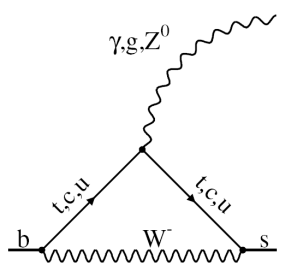 γ,g,Z⁰
t,c,u
t,c,u
b
W⁻
s